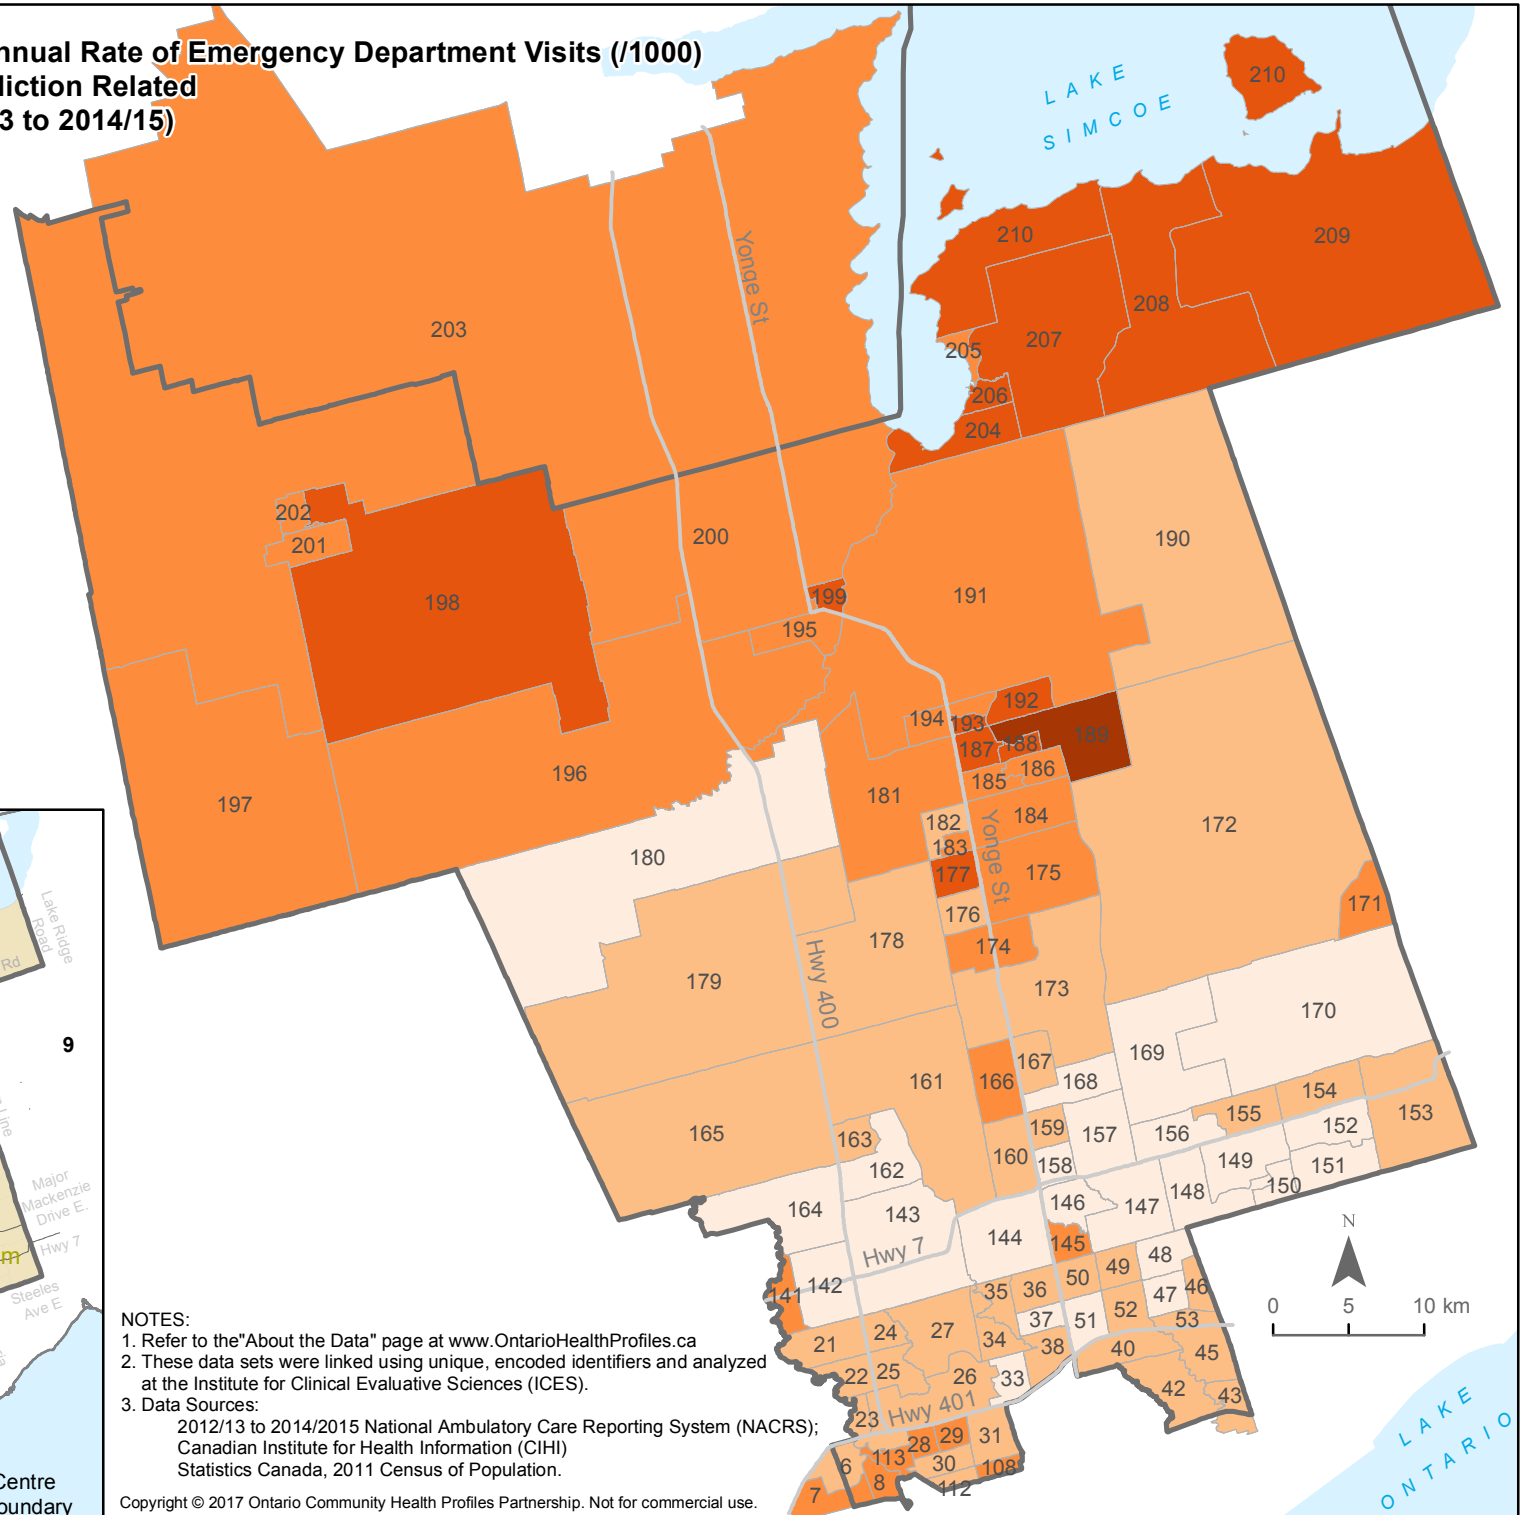 nnual Rate of Emergency Department Visits (/1000)
diction Related
3 to 2014/15)
LAKE
SIMCOE
210
210
209
208
207
205
206
204
203
Yonge St
202
201
198
200
199
195
191
190
192
194
193
189
187
188
186
185
184
196
197
181
182
183
177
175
180
Yonge St
172
171
176
174
178
179
Hwy 400
173
170
169
167
168
166
161
165
163
162
164
143
160
159
158
157
156
155
154
153
152
151
150
149
148
147
146
145
144
Hwy 7
142
141
48
49
50
46
47
36
35
37
51
52
53
27
24
21
34
38
40
45
22
25
26
33
42
43
23
Hwy 401
28
29
31
113
30
6
8
108
112
7
N
0 5 10 km
LAKE
ONTARIO
Lake Ridge
Road
Rd
9
Line
Major
Mackenzie
Drive E.
Hwy 7
m
Steeles
Ave E
Centre
oundary
NOTES:
1. Refer to the"About the Data" page at www.OntarioHealthProfiles.ca
2. These data sets were linked using unique, encoded identifiers and analyzed
at the Institute for Clinical Evaluative Sciences (ICES).
3. Data Sources:
2012/13 to 2014/2015 National Ambulatory Care Reporting System (NACRS);
Canadian Institute for Health Information (CIHI)
Statistics Canada, 2011 Census of Population.
Copyright © 2017 Ontario Community Health Profiles Partnership. Not for commercial use.